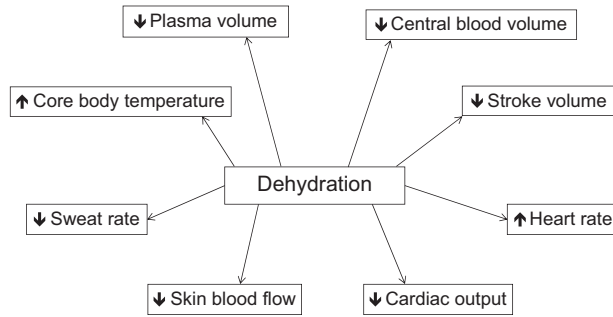 ↓ Plasma volume
↓ Central blood volume
↑ Core body temperature
↓ Stroke volume
Dehydration
↓ Sweat rate
↑ Heart rate
↓ Skin blood flow
↓ Cardiac output